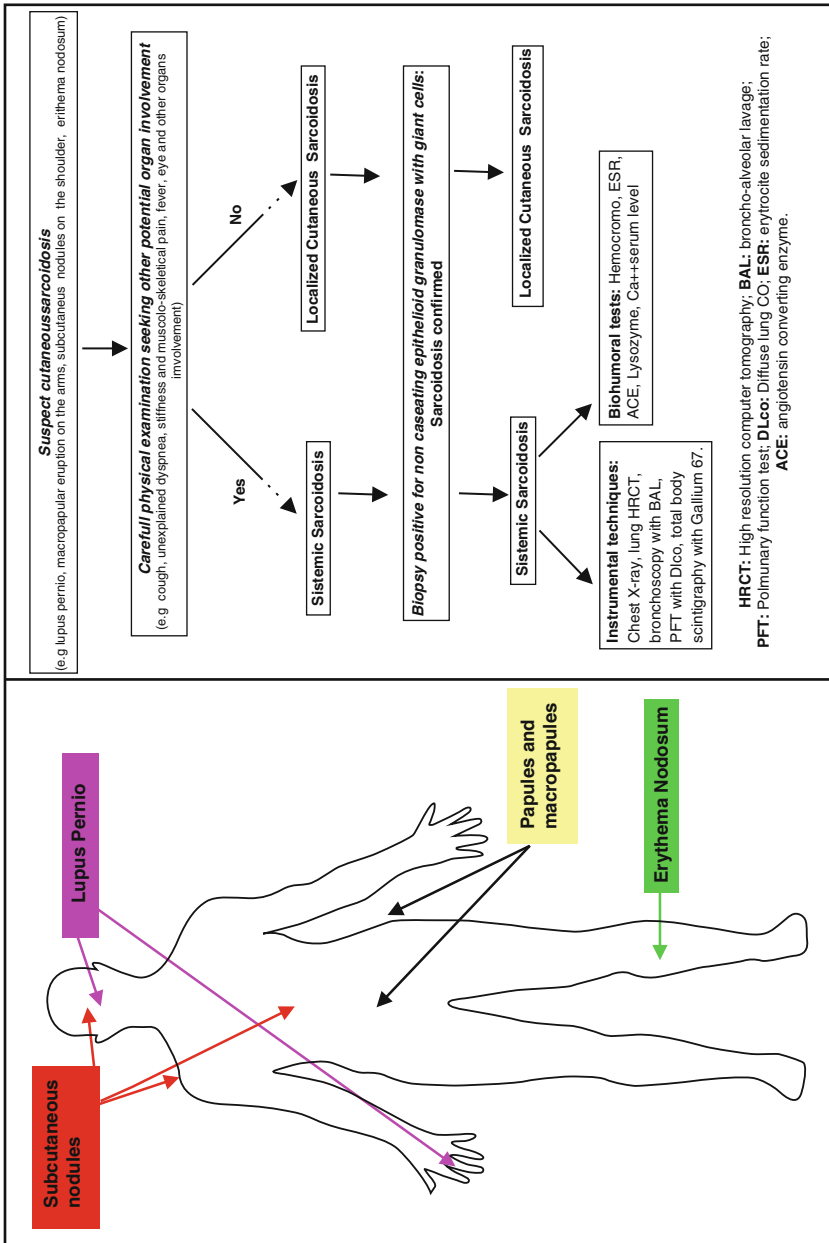 Subcutaneous
nodules
Lupus Pernio
Papules and
macropapules
Erythema Nodosum
Suspect cutaneoussarcoidosis
(e.g lupus pernio, macropapular eruption on the arms, subcutaneus nodules on the shoulder, erithema nodosum)
Carefull physical examination seeking other potential organ involvement
(e.g cough, unexplained dyspnea, stiffness and muscolo-skeletal pain, fever, eye and other organs
imvolvement)
Yes
No
Sistemic Sarcoidosis
Localized Cutaneous Sarcoidosis
Biopsy positive for non caseating epithelioid granulomase with giant cells:
Sarcoidosis confirmed
Sistemic Sarcoidosis
Localized Cutaneous Sarcoidosis
Instrumental techniques:
Chest X-ray, lung HRCT,
bronchoscopy with BAL,
PFT with Dlco, total body
scintigraphy with Gallium 67.
Biohumoral tests: Hemocromo, ESR,
ACE, Lysozyme, Ca++serum level
HRCT: High resolution computer tomography; BAL: broncho-alveolar lavage;
PFT: Polmunary function test; DLco: Diffuse lung CO; ESR: erytrocite sedimentation rate;
ACE: angiotensin converting enzyme.